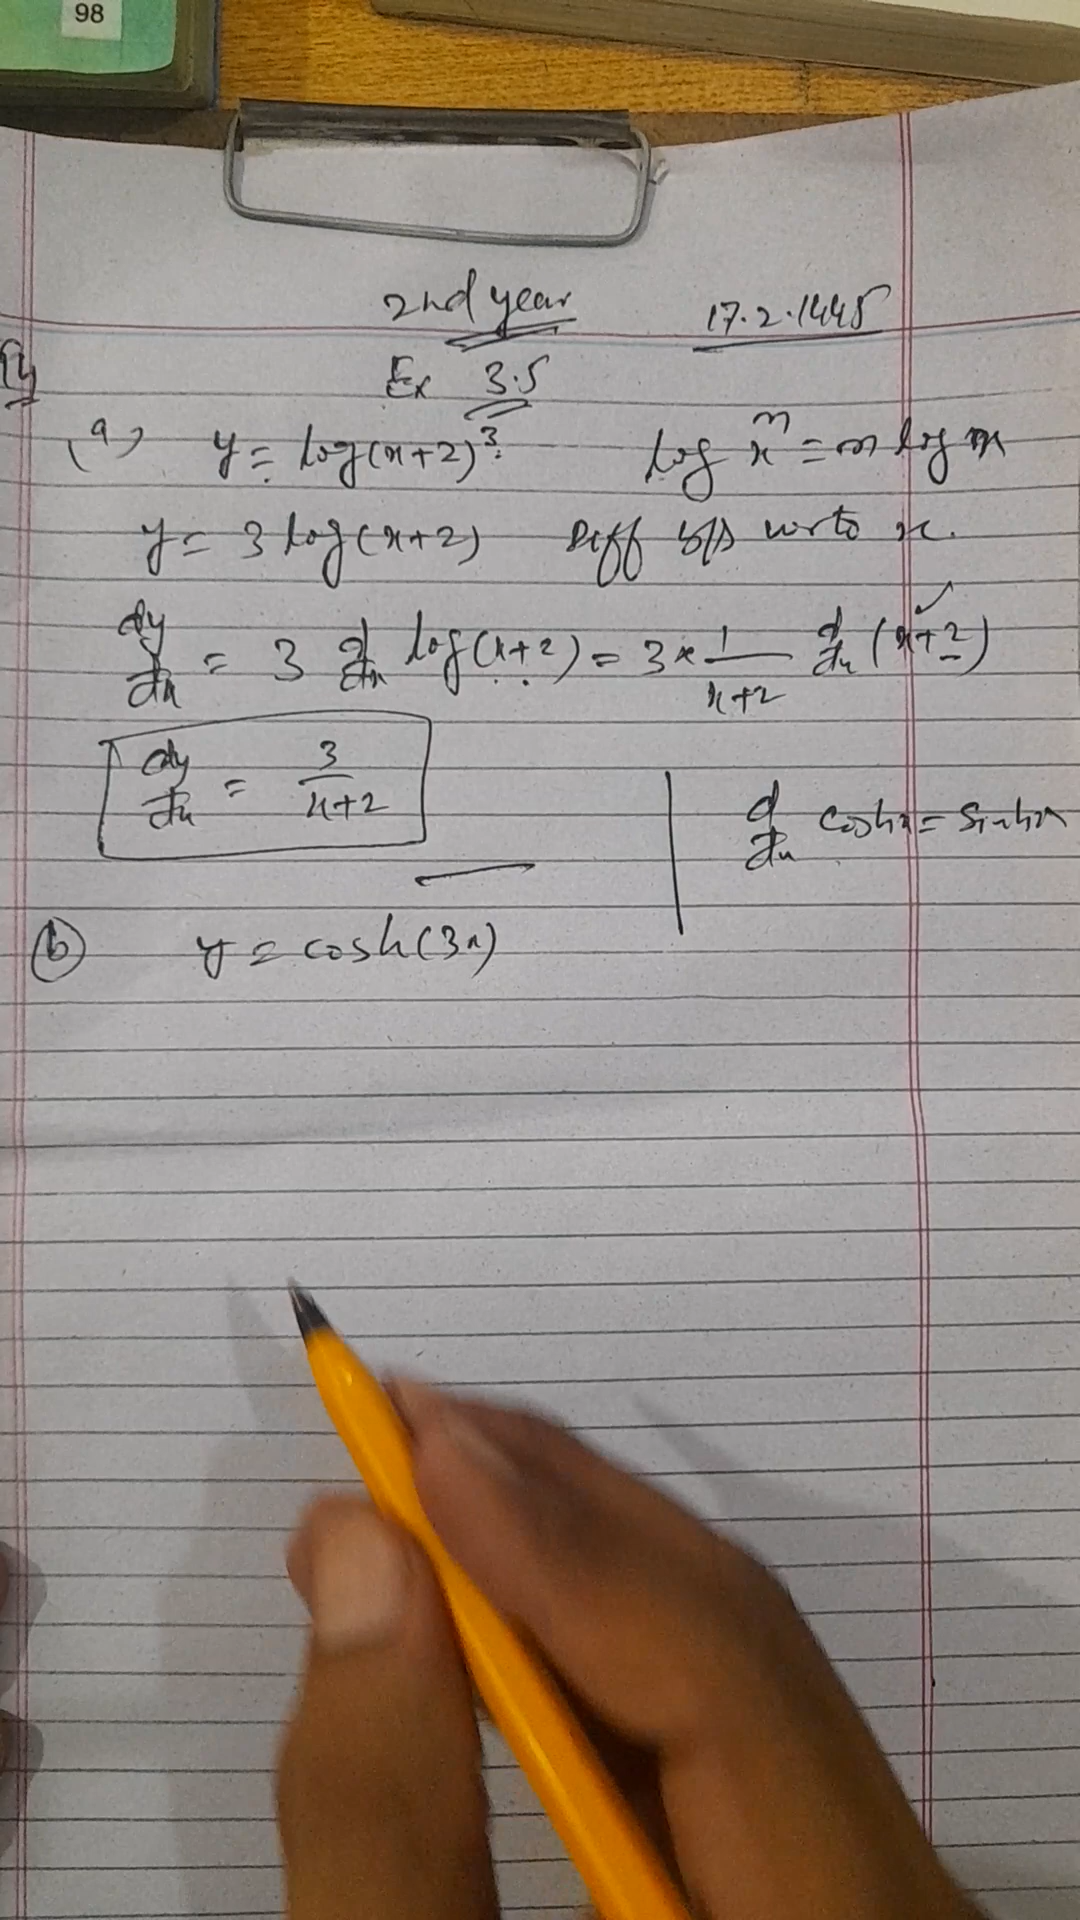 98
2nd year 17.2.1445
Ex 3.5
(a) y = log(x+2)³ log xᵐ = m log x
y = 3 log(x+2) Diff b/s w.r.to x.
dy/dx = 3 d/dx log(x+2) = 3 × 1/x+2 d/dx (x+2)
dy/dx = 3/x+2
d/dx coshx = sinhx
(b) y = cosh(3x)